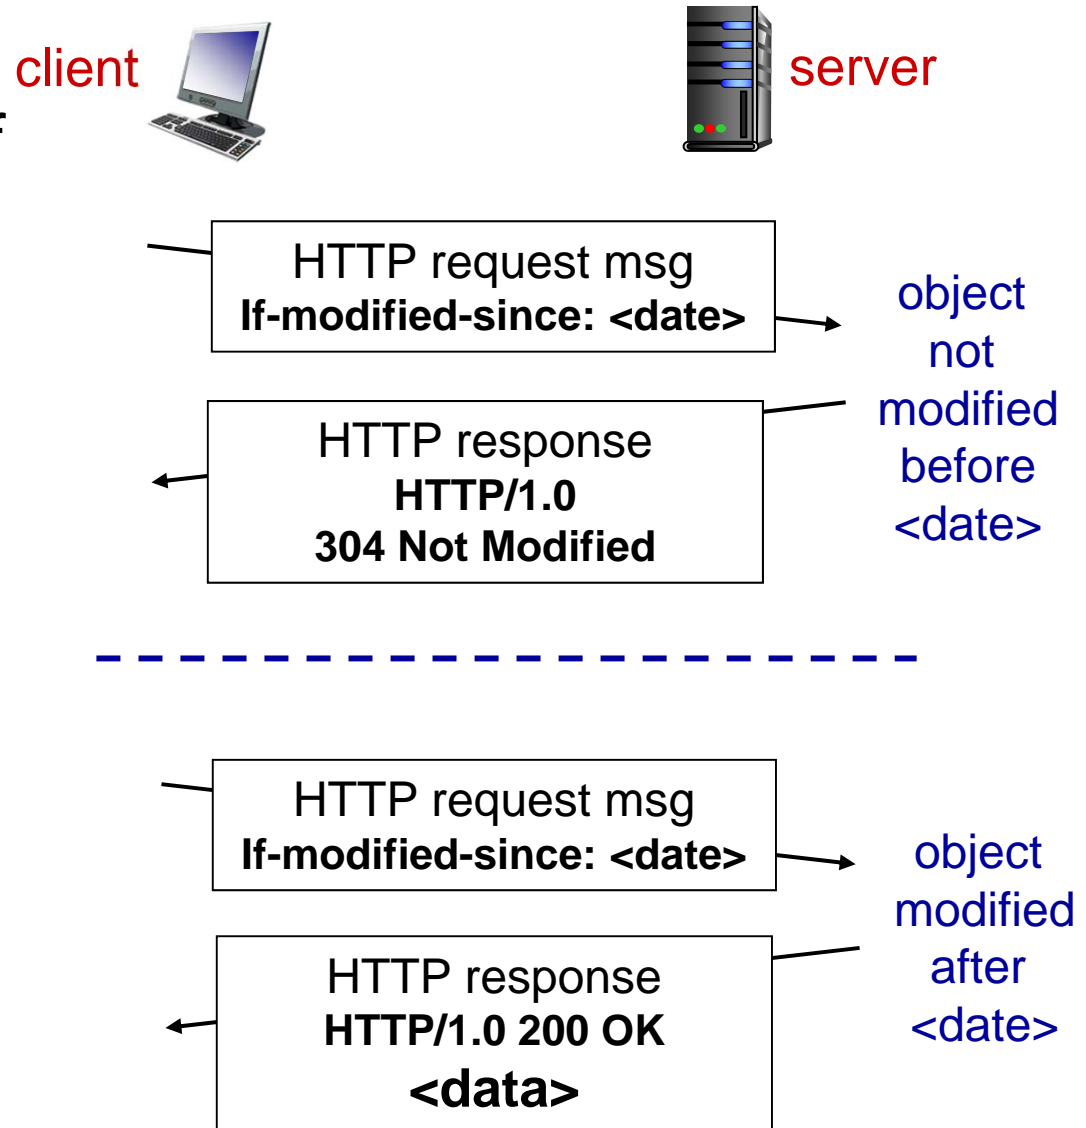 client
server
HTTP request msg
If-modified-since: <date>
object
not
modified
before
<date>
HTTP response
HTTP/1.0
304 Not Modified
HTTP request msg
If-modified-since: <date>
object
modified
after
<date>
HTTP response
HTTP/1.0 200 OK
<data>